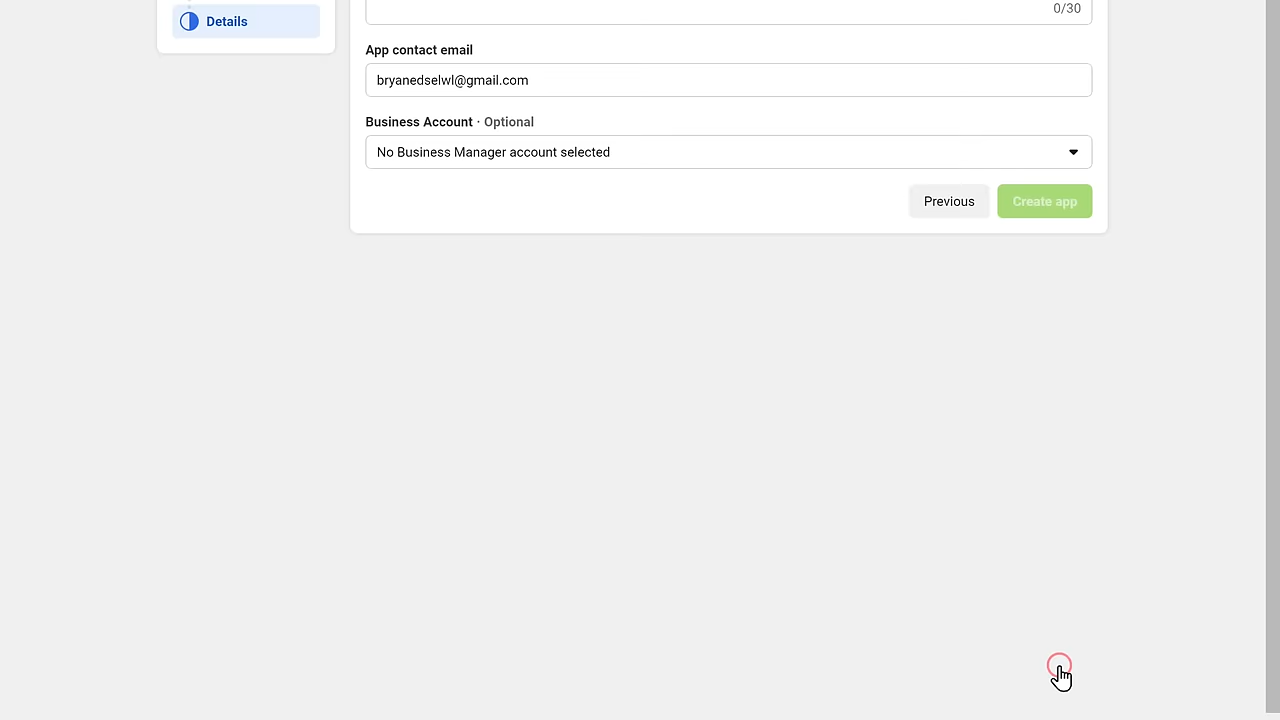 Details
0/30
App contact email
bryanedselwl@gmail.com
Business Account · Optional
No Business Manager account selected
Previous
Create app